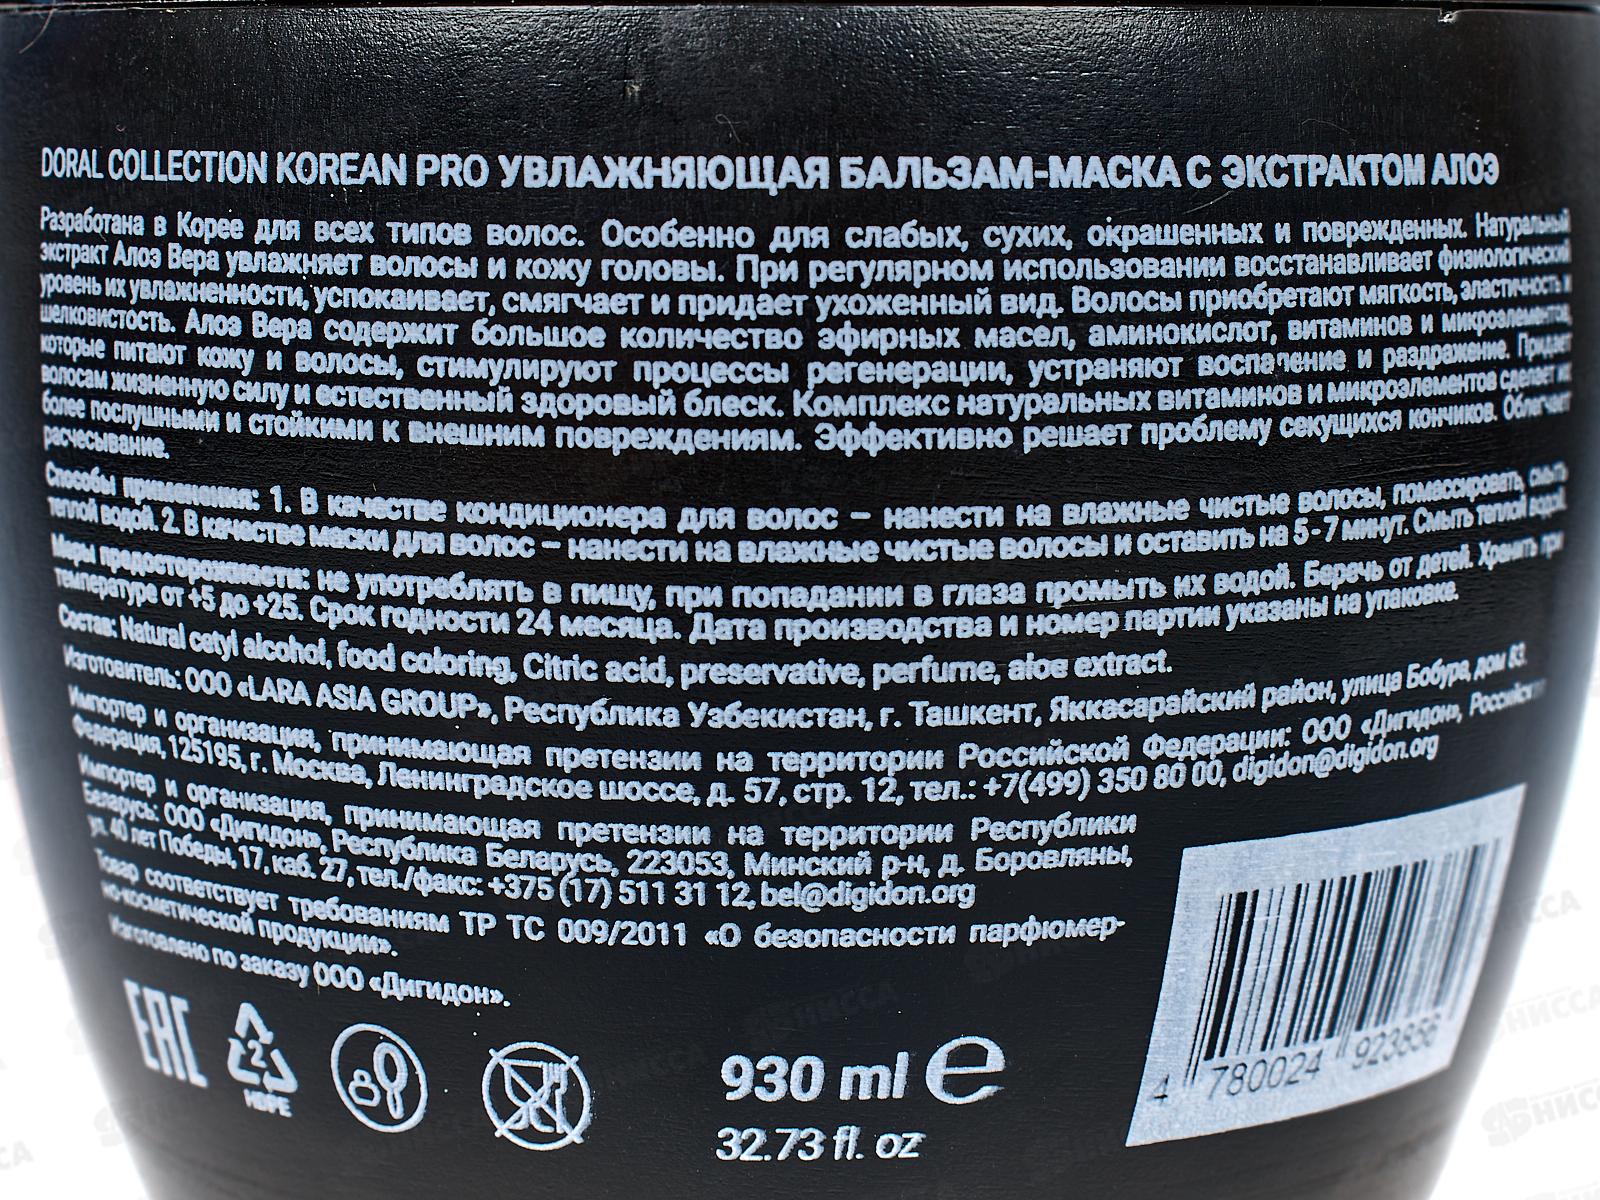 DORAL COLLECTION KOREAN PRO УВЛАЖНЯЮЩАЯ БАЛЬЗАМ-МАСКА С ЭКСТРАКТОМ АЛОЭ
Разработана в Корее для всех типов волос. Особенно для слабых, сухих, окрашенных и поврежденных. Натуральный
экстракт Алоэ Вера увлажняет волосы и кожу головы. При регулярном использовании восстанавливает физиологический
уровень их увлажненности, успокаивает, смягчает и придает ухоженный вид. Волосы приобретают мягкость, эластичность и
шелковистость. Алоэ Вера содержит большое количество эфирных масел, аминокислот, витаминов и микроэлементов,
которые питают кожу и волосы, стимулируют процессы регенерации, устраняют воспаление и раздражение. Придает
волосам жизненную силу и естественный здоровый блеск. Комплекс натуральных витаминов и микроэлементов сделает их
более послушными и стойкими к внешним повреждениям. Эффективно решает проблему секущихся кончиков. Облегчает
расчесывание.
Способы применения: 1. В качестве кондиционера для волос – нанести на влажные чистые волосы, помассировать, смыть
теплой водой. 2. В качестве маски для волос – нанести на влажные чистые волосы и оставить на 5-7 минут. Смыть теплой водой.
Меры предосторожности: не употреблять в пищу, при попадании в глаза промыть их водой. Беречь от детей. Хранить при
температуре от +5 до +25. Срок годности 24 месяца. Дата производства и номер партии указаны на упаковке.
Состав: Natural cetyl alcohol, food coloring, Citric acid, preservative, perfume, aloe extract.
Изготовитель: ООО «LARA ASIA GROUP», Республика Узбекистан, г. Ташкент, Яккасарайский район, улица Бобура, дом 83.
Импортер и организация, принимающая претензии на территории Российской Федерации: ООО «Дигидон», Российская
Федерация, 125195, г. Москва, Ленинградское шоссе, д. 57, стр. 12, тел.: +7(499) 350 80 00, digidon@digidon.org
Импортер и организация, принимающая претензии на территории Республики
Беларусь: ООО «Дигидон», Республика Беларусь, 223053, Минский р-н, д. Боровляны,
ул. 40 лет Победы, 17, каб. 27, тел./факс: +375 (17) 511 31 12, bel@digidon.org
Товар соответствует требованиям ТР ТС 009/2011 «О безопасности парфюмер-
но-косметической продукции».
Изготовлено по заказу ООО «Дигидон».
EAC
2
HDPE
930 ml e
32.73 fl. oz
4 780024 923656
НИССА